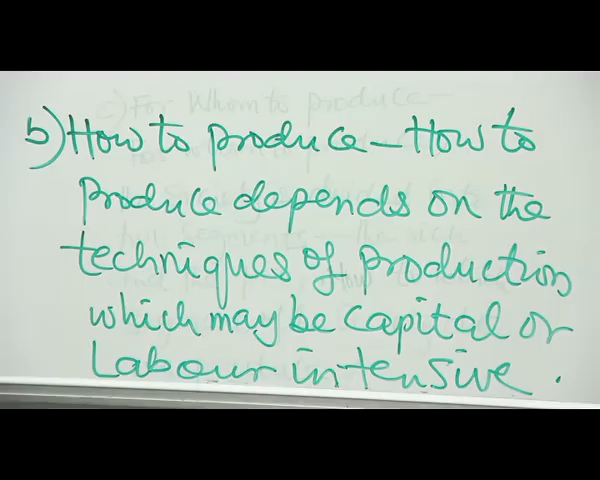 b) How to produce – How to
produce depends on the
techniques of production
which may be capital or
Labour intensive.